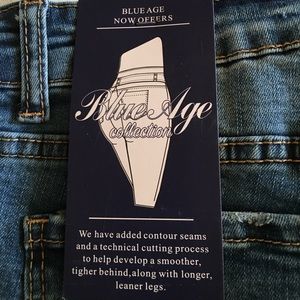 BLUE AGE
NOW OFFERS
Blue Age
collection
We have added contour seams
and a technical cutting process
to help develop a smoother,
tigher behind,along with longer,
leaner legs.